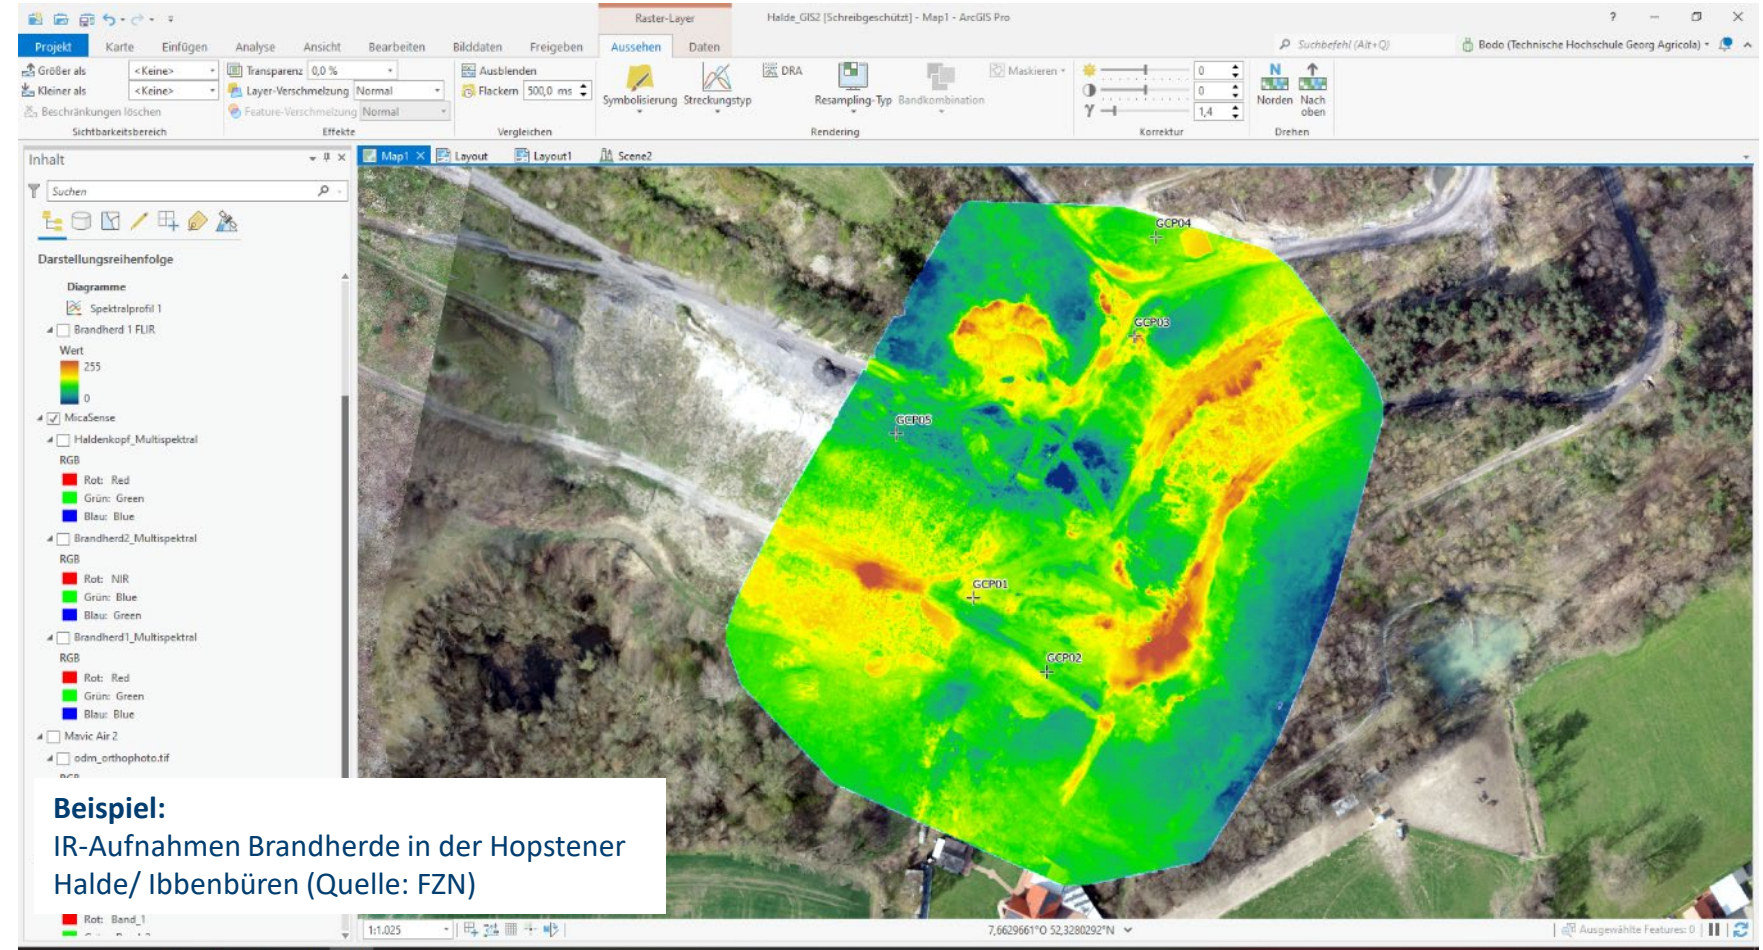 Raster-Layer
Halde_GIS2 [Schreibgeschützt] - Map1 - ArcGIS Pro
?
Projekt Karte Einfügen Analyse Ansicht Bearbeiten Bilddaten Freigeben Aussehen Daten
Suchbefehl (Alt+Q)
Bodo (Technische Hochschule Georg Agricola)
Größer als <Keine>
Kleiner als <Keine>
Beschränkungen löschen
Sichtbarkeitsbereich
Transparenz 0,0 %
Layer-Verschmelzung Normal
Feature-Verschmelzung Normal
Effekte
Ausblenden
Flackern 500,0 ms
Vergleichen
Symbolisierung Streckungstyp
DRA
Resampling-Typ Bandkombination
Maskieren
Rendering
0
0
γ 1,4
Korrektur
N
Norden Nach oben
Drehen
Inhalt
Map1 Layout Layout1 Scene2
Suchen
Darstellungsreihenfolge
Diagramme
Spektralprofil 1
Brandherd 1 FLIR
Wert
255
0
MicaSense
Haldenkopf_Multispektral
RGB
Rot: Red
Grün: Green
Blau: Blue
Brandherd2_Multispektral
RGB
Rot: NIR
Grün: Blue
Blau: Green
Brandherd1_Multispektral
RGB
Rot: Red
Grün: Green
Blau: Blue
Mavic Air 2
odm_orthophoto.tif
RGB
GCP04
GCP03
GCP05
GCP01
GCP02
Beispiel:
IR-Aufnahmen Brandherde in der Hopstener
Halde/ Ibbenbüren (Quelle: FZN)
Rot: Band_1
1:1.025
7,6629661°O 52,3280292°N
Ausgewählte Features: 0